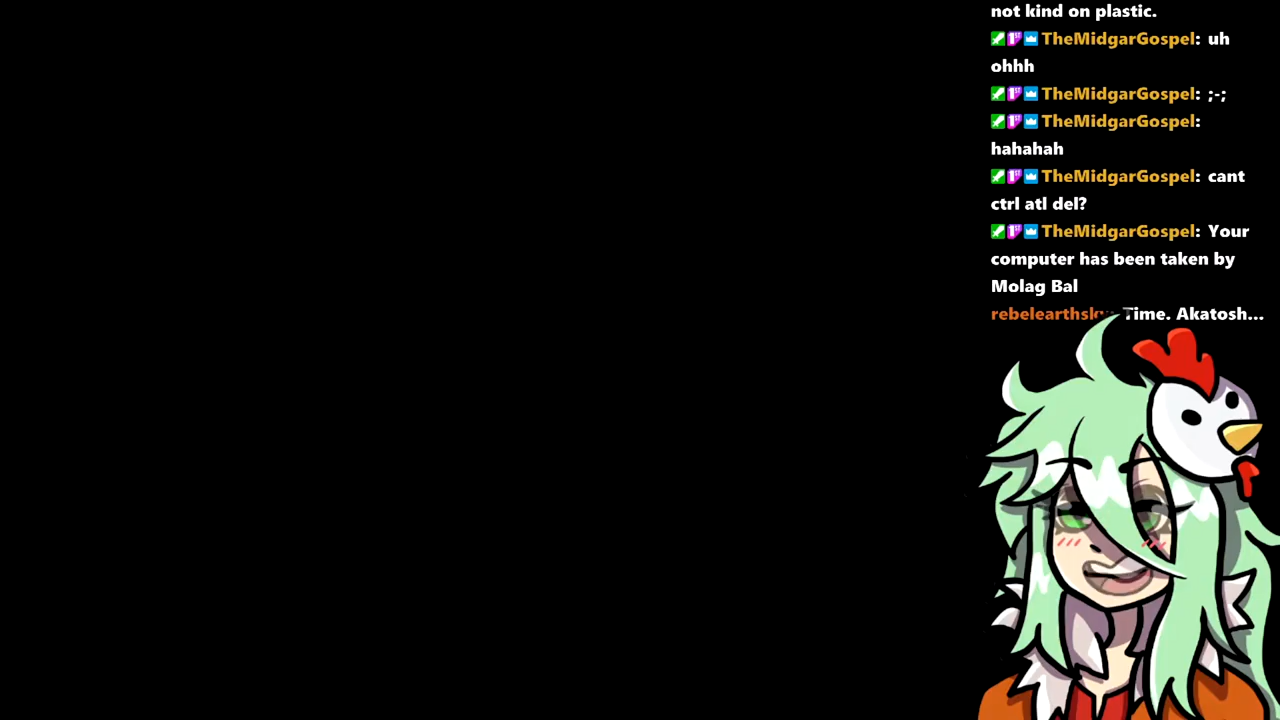 not kind on plastic.
TheMidgarGospel: uh
ohhh
TheMidgarGospel: ;-;
TheMidgarGospel:
hahahah
TheMidgarGospel: cant
ctrl atl del?
TheMidgarGospel: Your
computer has been taken by
Molag Bal
rebelearthsky: Time. Akatosh...